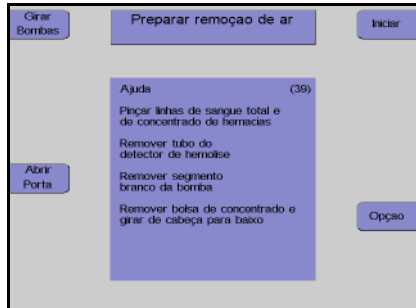 Girar
Bombas
Preparar remoçao de ar
Iniciar
Ajuda (39)
Pinçar linhas de sangue total e
de concentrado de hemacias
Remover tubo do
detector de hemolise
Remover segmento
branco da bomba
Remover bolsa de concentrado e
girar de cabeça para baixo
Abrir
Porta
Opçao